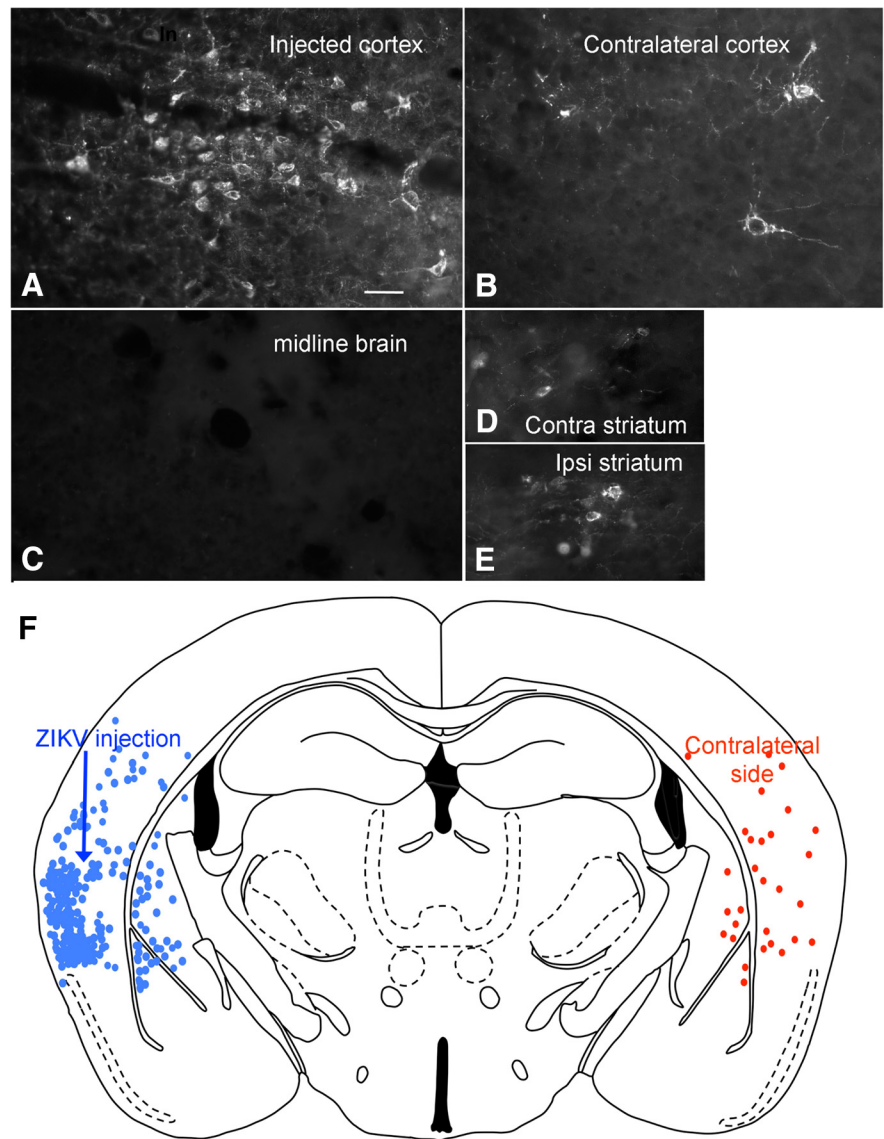 In
Injected cortex
Contralateral cortex
A
B
midline brain
C
D
Contra striatum
Ipsi striatum
E
F
ZIKV injection
Contralateral
side